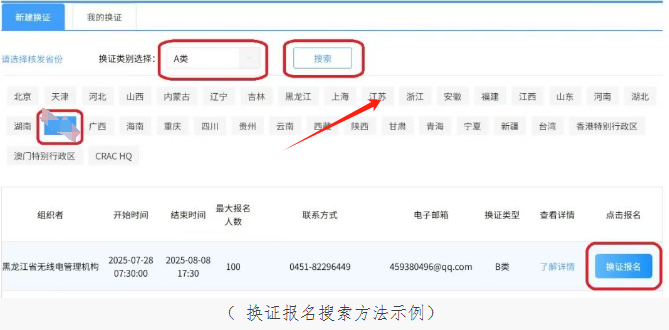 新建换证 我的换证
请选择核发省份 换证类别选择: A类 搜索
北京 天津 河北 山西 内蒙古 辽宁 吉林 黑龙江 上海 江苏 浙江 安徽 福建 江西 山东 河南 湖北
湖南 广西 海南 重庆 四川 贵州 云南 西藏 陕西 甘肃 青海 宁夏 新疆 台湾 香港特别行政区
澳门特别行政区 CRAC HQ
组织者 开始时间 结束时间 最大报名人数 联系方式 电子邮箱 换证类型 查看详情 点击报名
黑龙江省无线电管理机构 2025-07-28 07:30:00 2025-08-08 17:30 100 0451-82296449 459380496@qq.com B类 了解详情 换证报名
( 换证报名搜索方法示例)